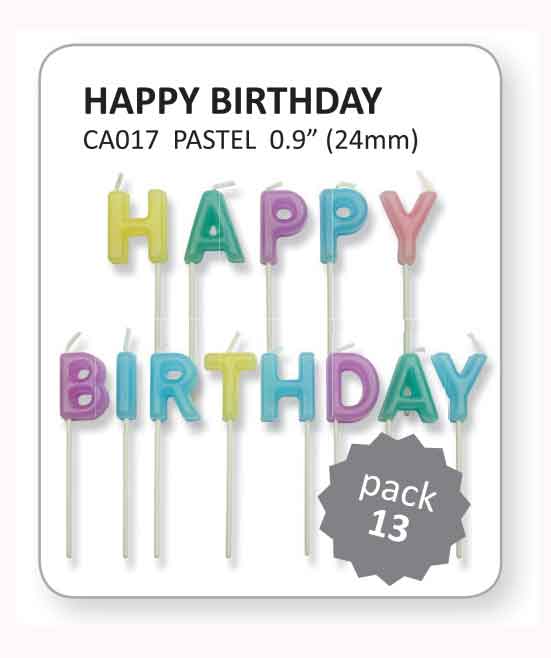 HAPPY BIRTHDAY
CA017 PASTEL 0.9” (24mm)
HAPPY
BIRTHDAY
pack
13